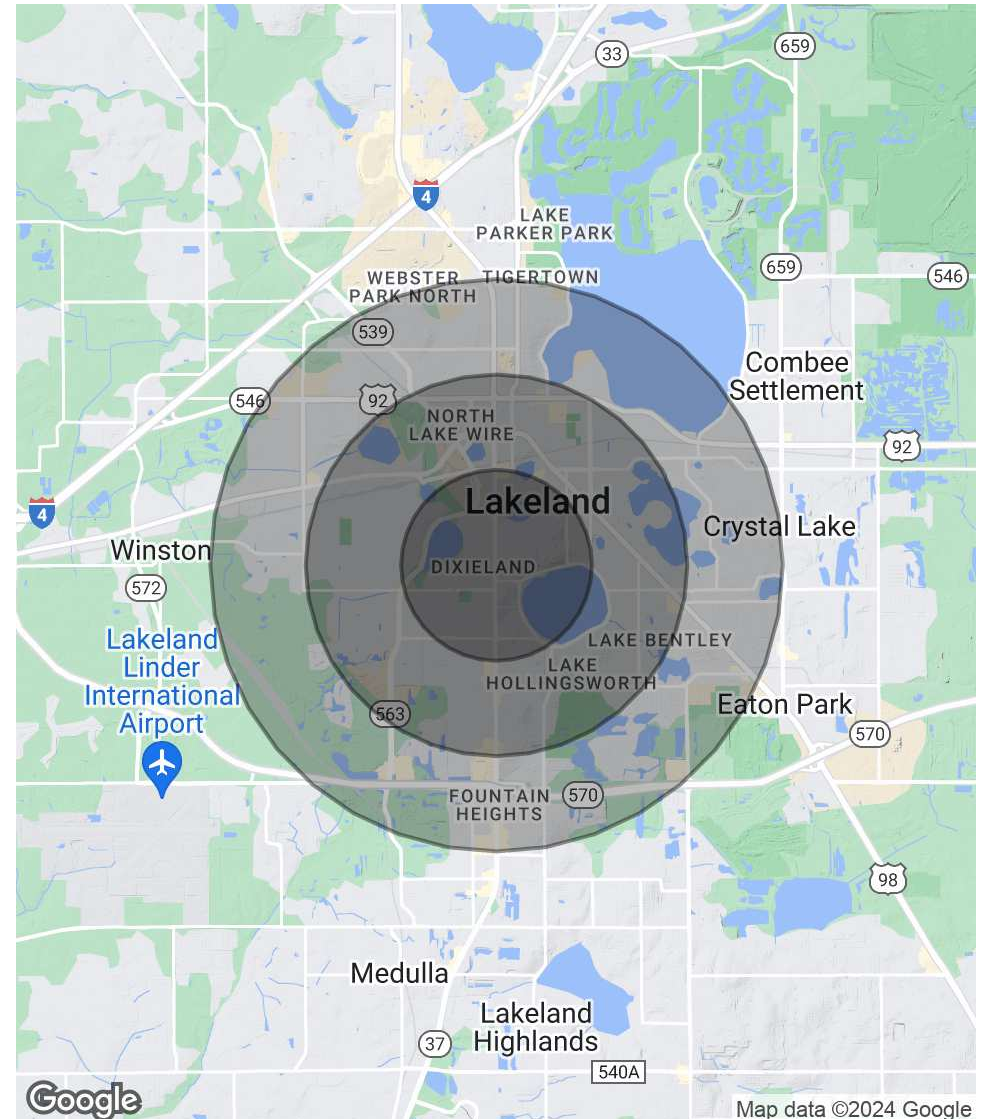 33
659
4
LAKE
PARKER PARK
659
546
WEBSTER
PARK NORTH
TIGERTOWN
539
Combee
Settlement
546
92
NORTH
LAKE WIRE
92
Lakeland
4
Crystal Lake
Winston
DIXIELAND
572
Lakeland
Linder
International
Airport
LAKE BENTLEY
LAKE
HOLLINGSWORTH
Eaton Park
563
570
FOUNTAIN
HEIGHTS
570
98
Medulla
Lakeland
Highlands
37
540A
Google
Map data ©2024 Google